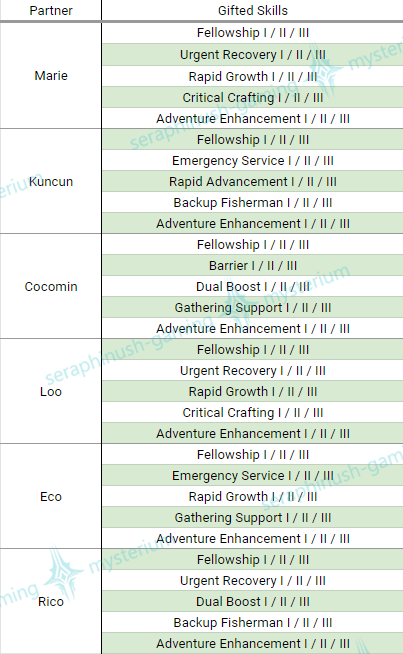 Partner Gifted Skills
Marie
Fellowship I / II / III
Urgent Recovery I / II / III
Rapid Growth I / II / III
Critical Crafting I / II / III
Adventure Enhancement I / II / III
Kuncun
Fellowship I / II / III
Emergency Service I / II / III
Rapid Advancement I / II / III
Backup Fisherman I / II / III
Adventure Enhancement I / II / III
Cocomin
Fellowship I / II / III
Barrier I / II / III
Dual Boost I / II / III
Gathering Support I / II / III
Adventure Enhancement I / II / III
Loo
Fellowship I / II / III
Urgent Recovery I / II / III
Rapid Growth I / II / III
Critical Crafting I / II / III
Adventure Enhancement I / II / III
Eco
Fellowship I / II / III
Emergency Service I / II / III
Rapid Growth I / II / III
Gathering Support I / II / III
Adventure Enhancement I / II / III
Rico
Fellowship I / II / III
Urgent Recovery I / II / III
Dual Boost I / II / III
Backup Fisherman I / II / III
Adventure Enhancement I / II / III
seraphinush-gaming mysterium
seraphinush-gaming mysterium